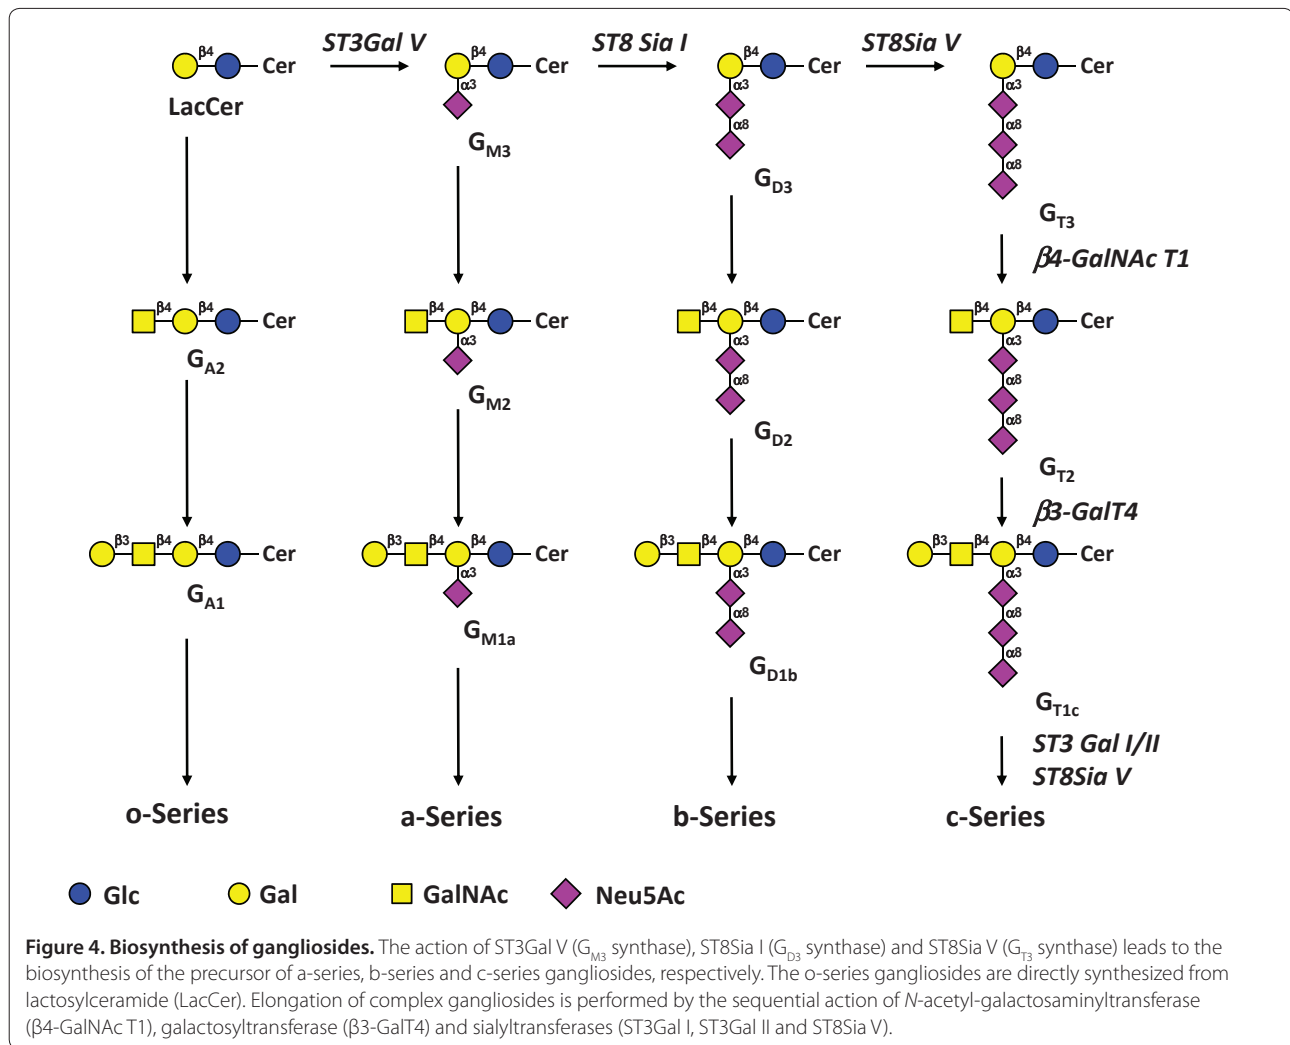 ST3Gal V ST8 Sia I ST8Sia V
β4 Cer β4 Cer β4 Cer β4 Cer
α3 α3 α3
LacCer
α8 α8
GM3
α8
GD3
GT3
β4-GalNAc T1
β4 β4 Cer β4 β4 Cer β4 β4 Cer β4 β4 Cer
α3 α3 α3
GA2
α8 α8
GM2
α8
GD2
GT2
β3-GalT4
β3 β4 β4 Cer β3 β4 β4 Cer β3 β4 β4 Cer β3 β4 β4 Cer
α3 α3 α3
GA1
α8 α8
GM1a
α8
GD1b
GT1c
ST3 Gal I/II
ST8Sia V
o-Series a-Series b-Series c-Series
Glc Gal GalNAc Neu5Ac
Figure 4. Biosynthesis of gangliosides. The action of ST3Gal V (GM3 synthase), ST8Sia I (GD3 synthase) and ST8Sia V (GT3 synthase) leads to the
biosynthesis of the precursor of a-series, b-series and c-series gangliosides, respectively. The o-series gangliosides are directly synthesized from
lactosylceramide (LacCer). Elongation of complex gangliosides is performed by the sequential action of N-acetyl-galactosaminyltransferase
(β4-GalNAc T1), galactosyltransferase (β3-GalT4) and sialyltransferases (ST3Gal I, ST3Gal II and ST8Sia V).